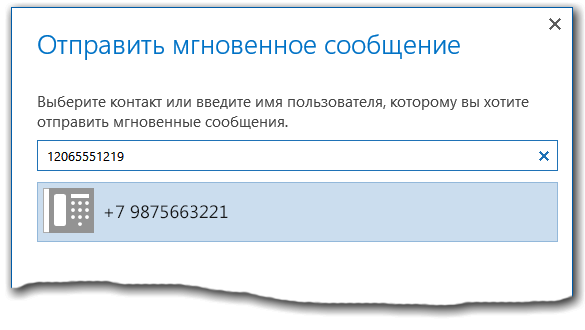 Отправить мгновенное сообщение
Выберите контакт или введите имя пользователя, которому вы хотите
отправить мгновенные сообщения.
12065551219
+7 9875663221